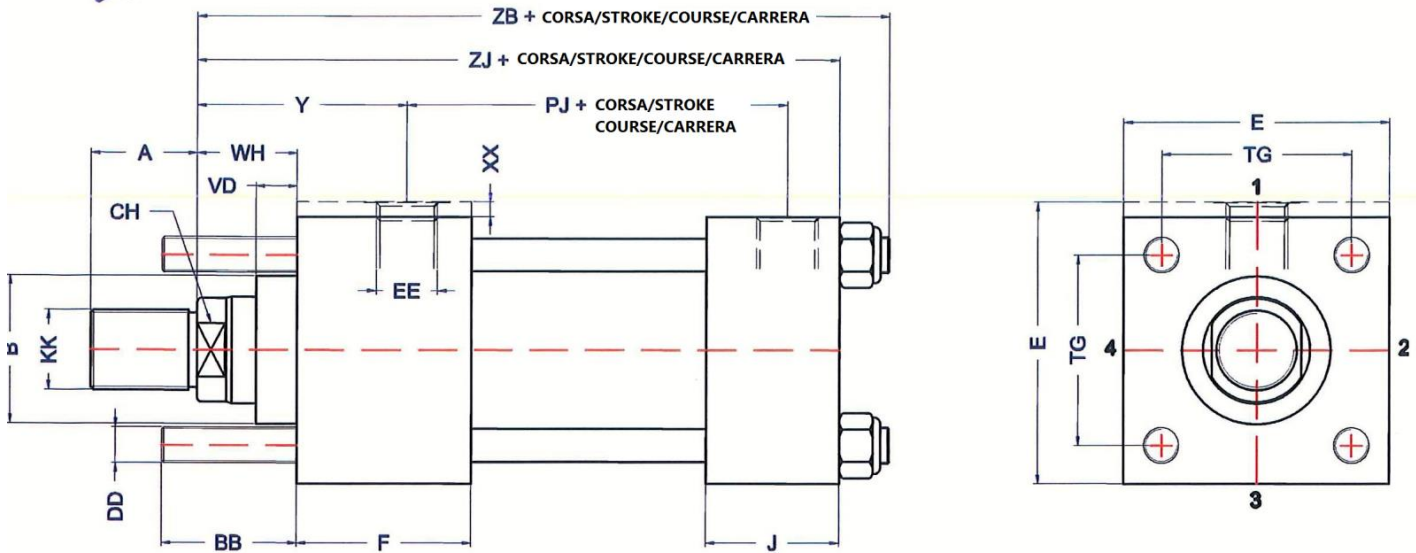 ZB + CORSA/STROKE/COURSE/CARRERA
ZJ + CORSA/STROKE/COURSE/CARRERA
Y
PJ + CORSA/STROKE
COURSE/CARRERA
E
A
WH
XX
TG
VD
1
CH
EE
B
KK
E
TG
4
2
DD
BB
F
J
3